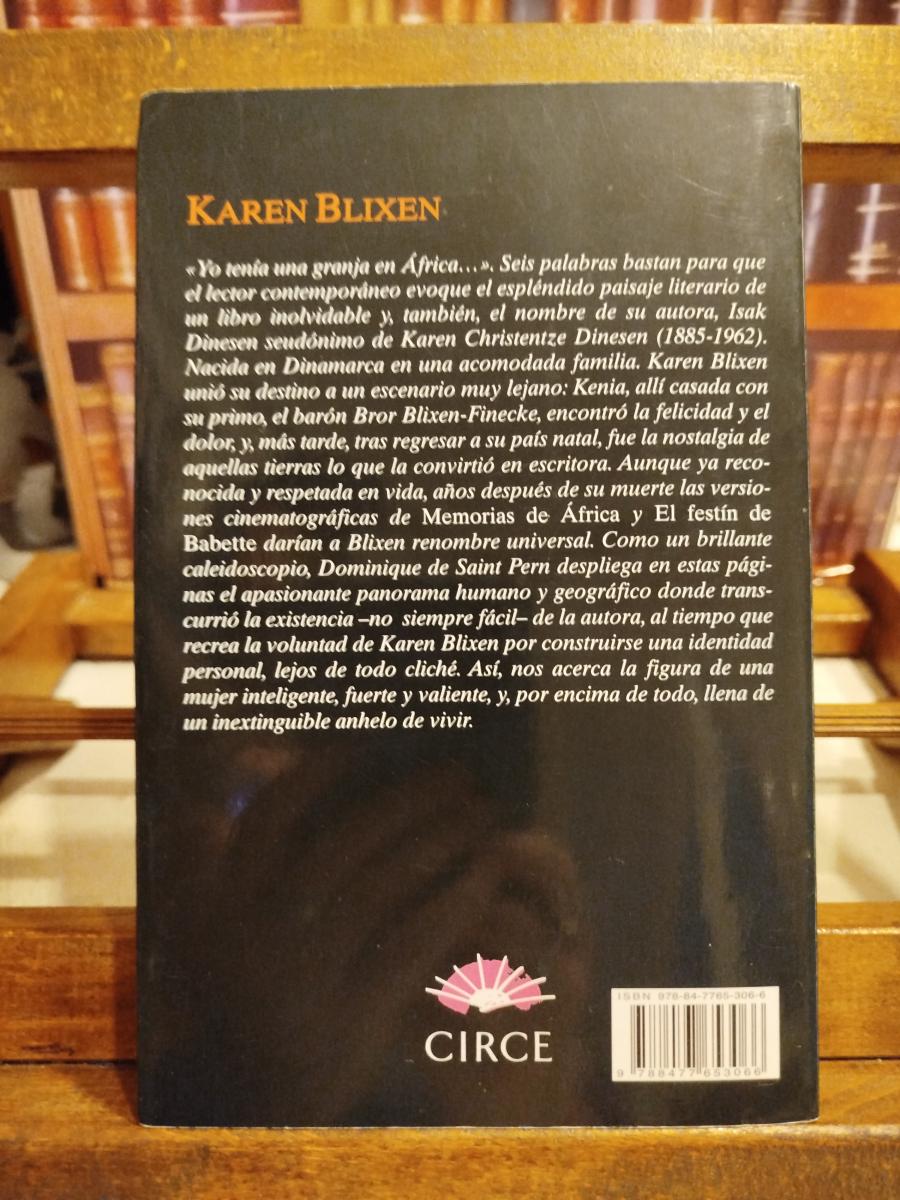 KAREN BLIXEN
«Yo tenía una granja en África...». Seis palabras bastan para que
el lector contemporáneo evoque el espléndido paisaje literario de
un libro inolvidable y, también, el nombre de su autora, Isak
Dinesen seudónimo de Karen Christentze Dinesen (1885-1962).
Nacida en Dinamarca en una acomodada familia. Karen Blixen
unió su destino a un escenario muy lejano: Kenia, allí casada con
su primo, el barón Bror Blixen-Finecke, encontró la felicidad y el
dolor, y, más tarde, tras regresar a su país natal, fue la nostalgia de
aquellas tierras lo que la convirtió en escritora. Aunque ya reco-
nocida y respetada en vida, años después de su muerte las versio-
nes cinematográficas de Memorias de África y El festín de
Babette darían a Blixen renombre universal. Como un brillante
caleidoscopio, Dominique de Saint Pern despliega en estas pági-
nas el apasionante panorama humano y geográfico donde trans-
currió la existencia –no siempre fácil– de la autora, al tiempo que
recrea la voluntad de Karen Blixen por construirse una identidad
personal, lejos de todo cliché. Así, nos acerca la figura de una
mujer inteligente, fuerte y valiente, y, por encima de todo, llena de
un inextinguible anhelo de vivir.
CIRCE
ISBN 978-84-7765-306-6
9 788477 653066